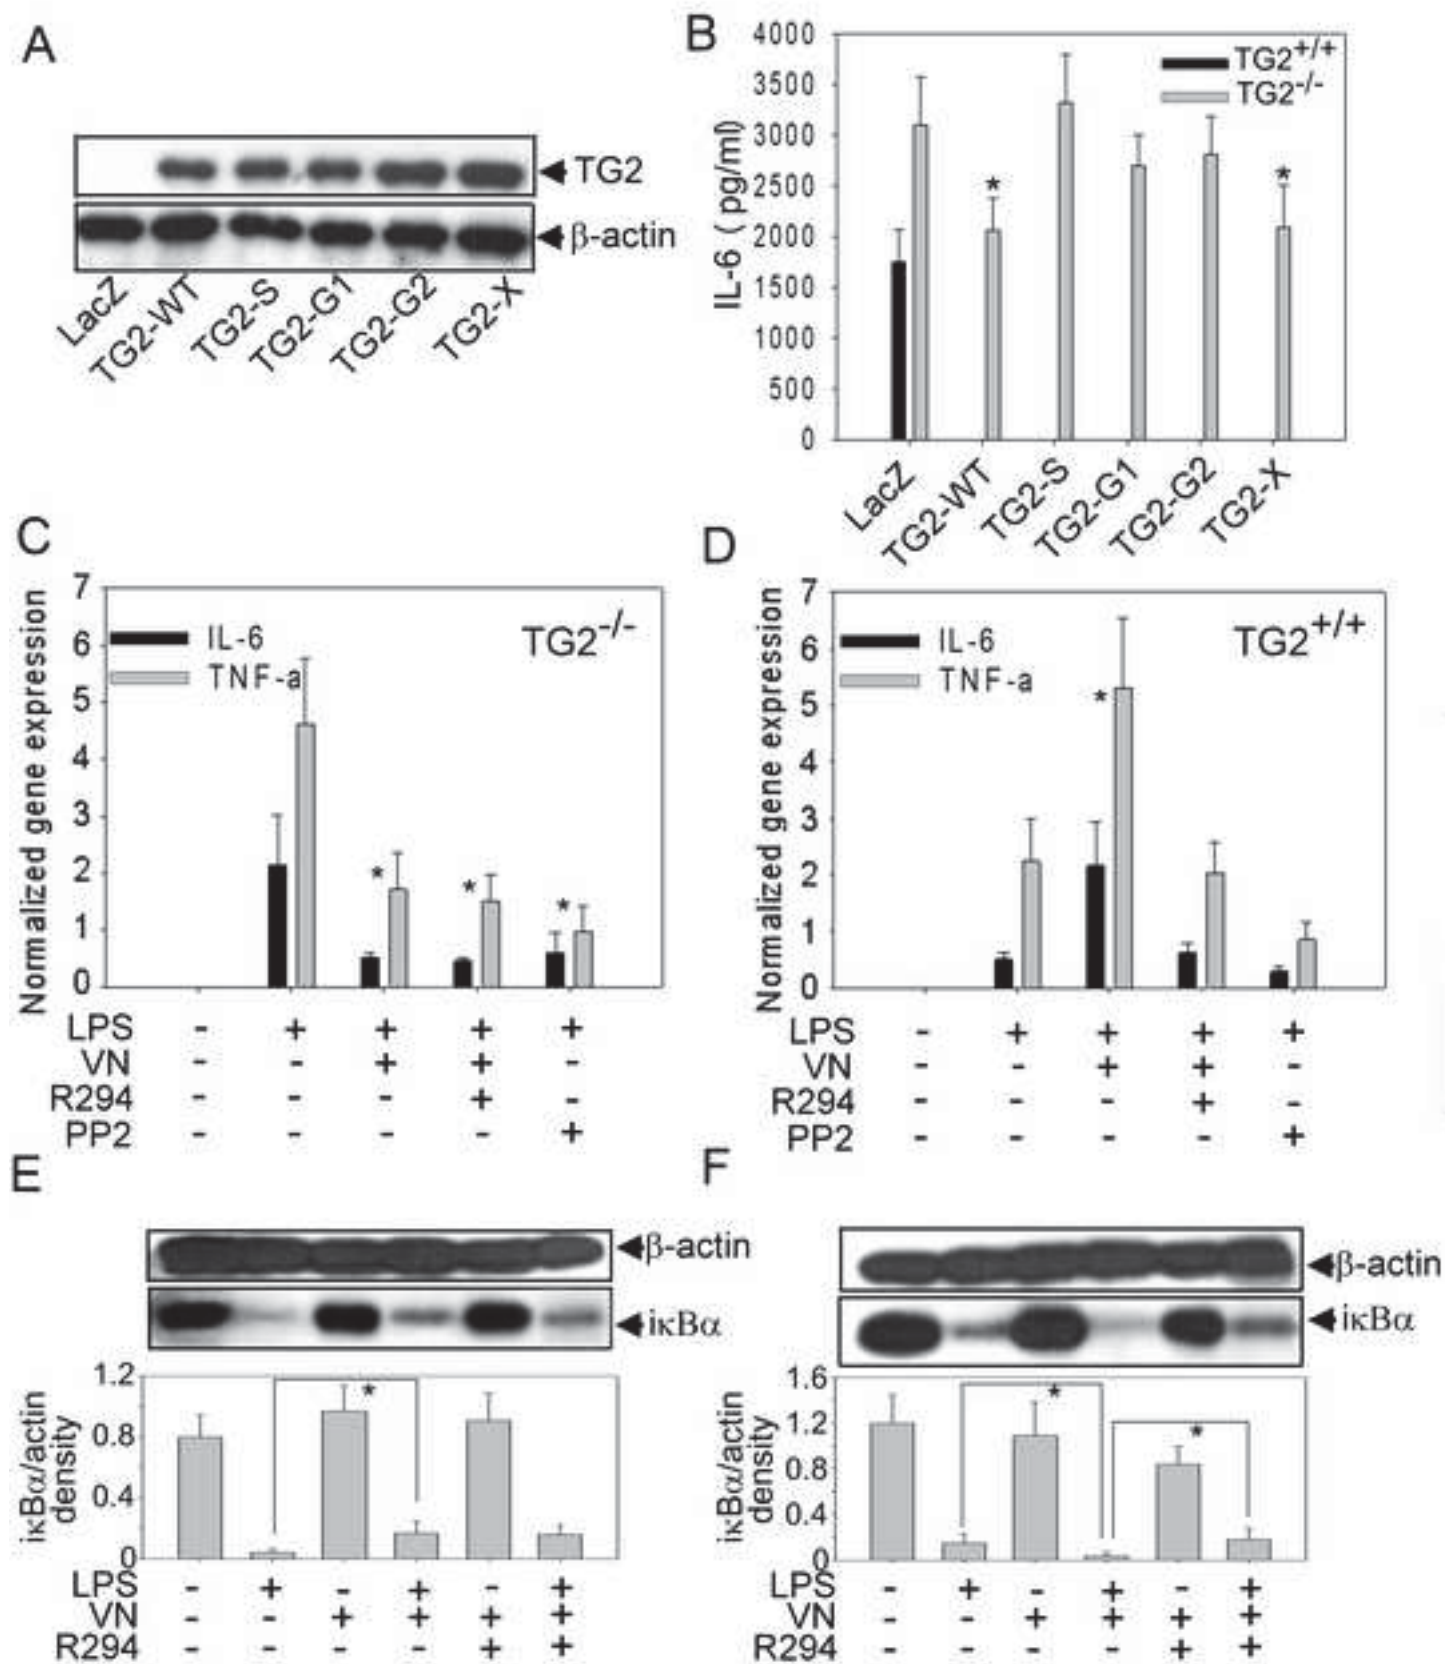 A
TG2
β-actin
LacZ
TG2-WT
TG2-S
TG2-G1
TG2-G2
TG2-X
B
4000
3500
3000
2500
2000
1500
1000
500
0
IL-6 ( pg/ml)
TG2+/+
TG2-/-
*
*
LacZ
TG2-WT
TG2-S
TG2-G1
TG2-G2
TG2-X
C
7
6
5
4
3
2
1
0
Normalized gene expression
IL-6
TNF-a
TG2-/-
* * *
LPS - + + + +
VN - - + + -
R294 - - - + -
PP2 - - - - +
D
7
6
5
4
3
2
1
0
Normalized gene expression
IL-6
TNF-a
TG2+/+
*
LPS - + + + +
VN - - + + -
R294 - - - + -
PP2 - - - - +
E
β-actin
iκBα
1.2
0.8
0.4
0
iκBα/actin
density
*
LPS - + - + - +
VN - - + + + +
R294 - - - - + +
F
β-actin
iκBα
1.6
1.2
0.8
0.4
0
iκBα/actin
density
*
*
LPS - + - + - +
VN - - + + + +
R294 - - - - + +